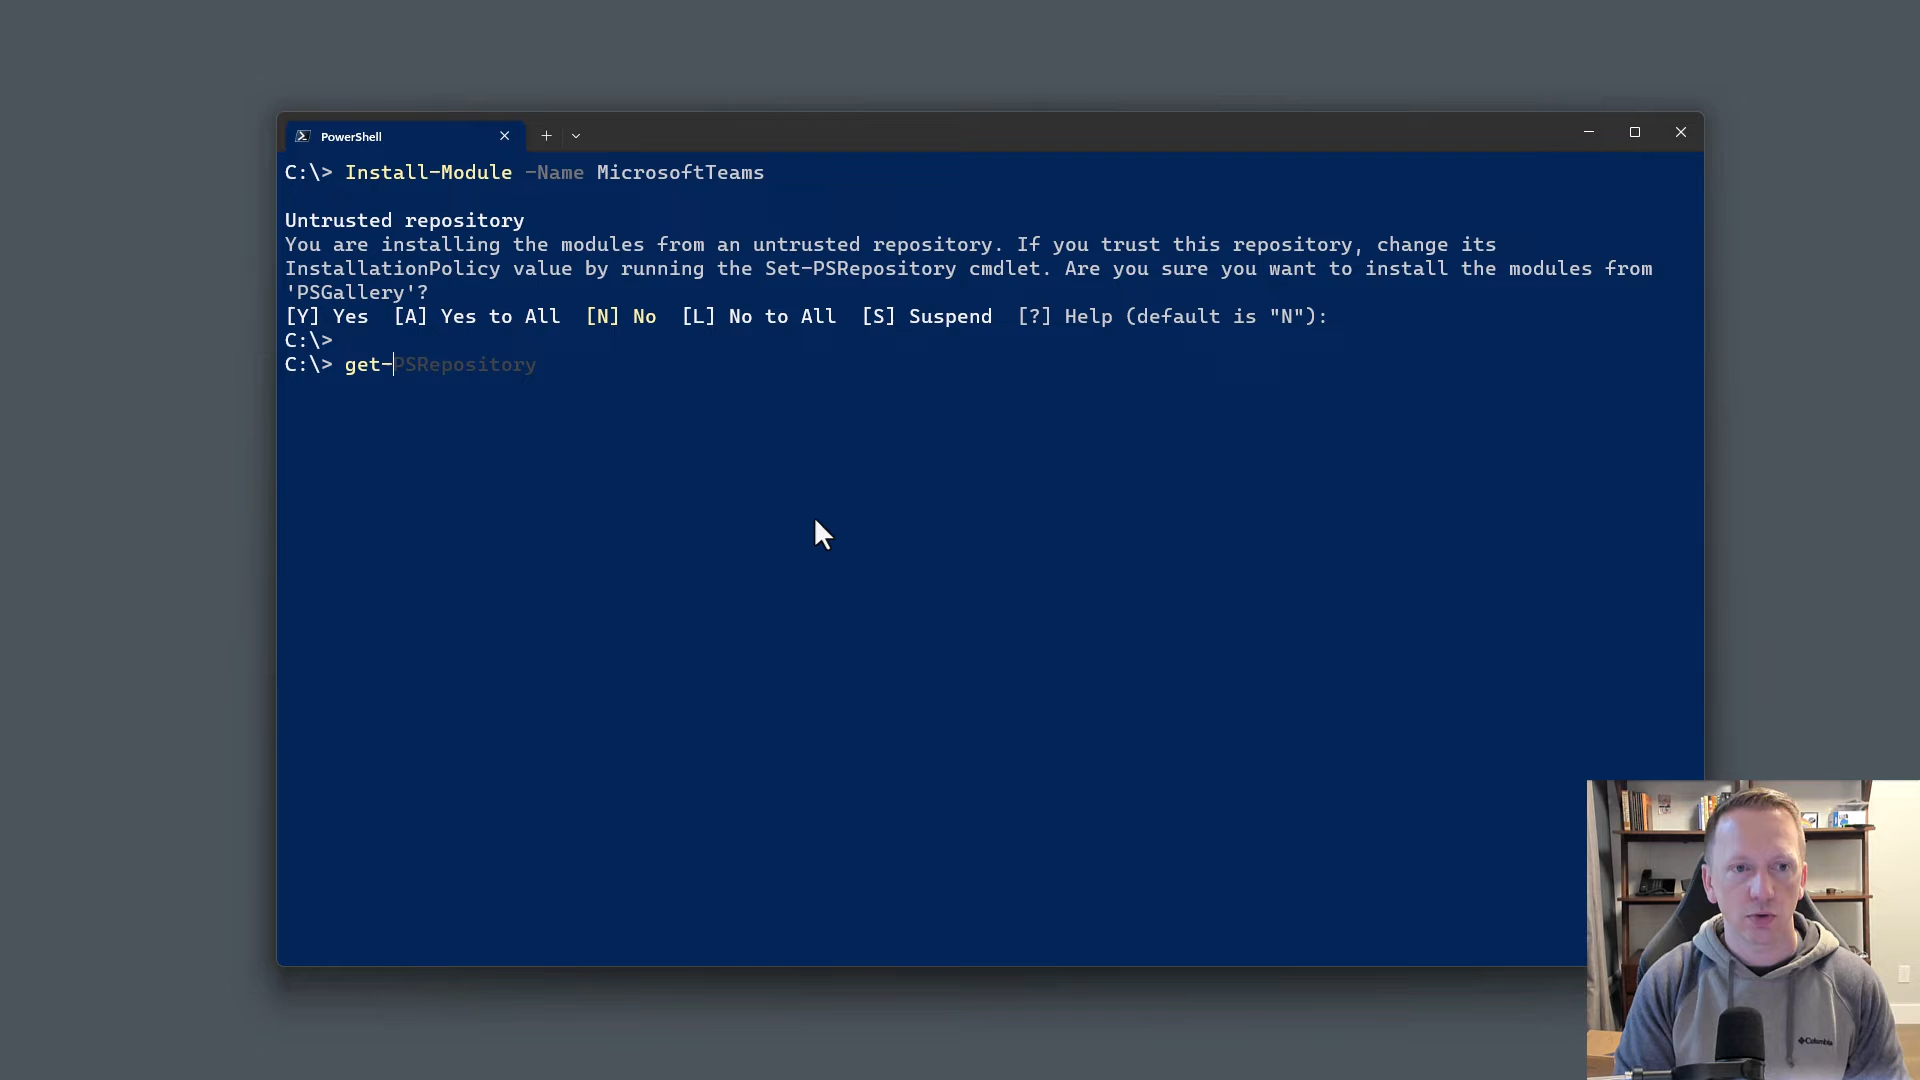 PowerShell
C:\> Install-Module -Name MicrosoftTeams
Untrusted repository
You are installing the modules from an untrusted repository. If you trust this repository, change its
InstallationPolicy value by running the Set-PSRepository cmdlet. Are you sure you want to install the modules from
'PSGallery'?
[Y] Yes  [A] Yes to All  [N] No  [L] No to All  [S] Suspend  [?] Help (default is "N"):
C:\>
C:\> get-PSRepository
Columbia